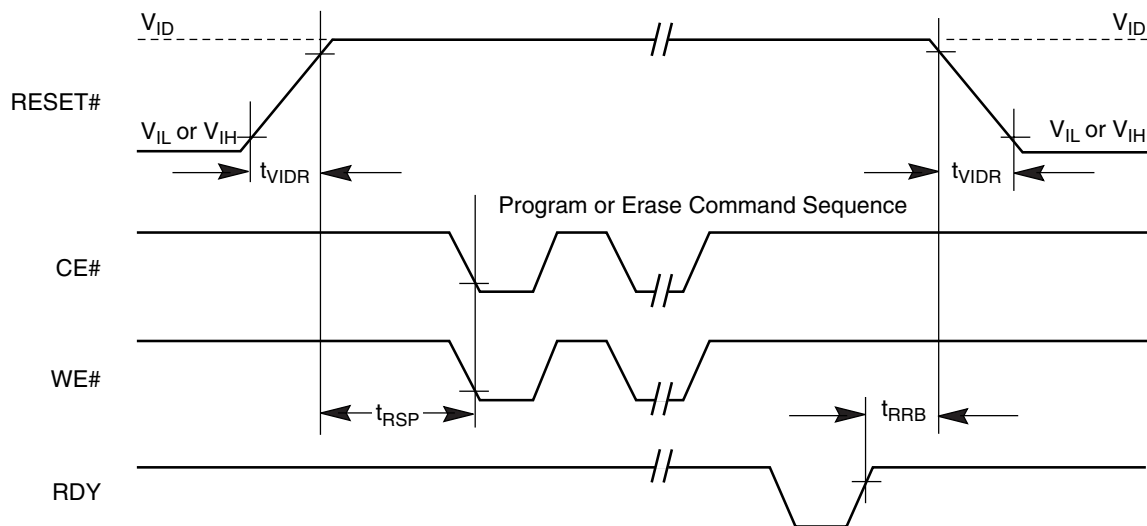 V_ID V_ID
RESET#
V_IL or V_IH V_IL or V_IH
t_VIDR t_VIDR
Program or Erase Command Sequence
CE#
WE#
t_RSP t_RRB
RDY